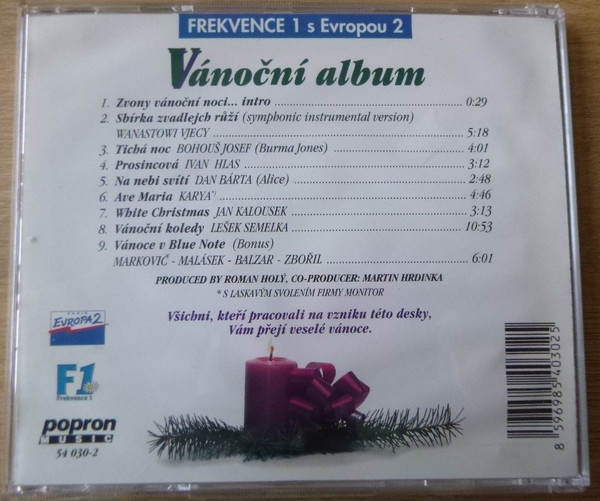 FREKVENCE 1 s Evropou 2
Vánoční album
1. Zvony vánoční noci... intro ........ 0:29
2. Sbírka zvadlejch růží (symphonic instrumental version)
WANASTOWI VJECY ........ 5:18
3. Tichá noc BOHOUŠ JOSEF (Burma Jones) ........ 4:01
4. Prosincová IVAN HLAS ........ 3:12
5. Na nebi svítí DAN BÁRTA (Alice) ........ 2:48
6. Ave Maria KARYA*) ........ 4:46
7. White Christmas JAN KALOUSEK ........ 3:13
8. Vánoční koledy LEŠEK SEMELKA ........ 10:53
9. Vánoce v Blue Note (Bonus)
MARKOVIČ - MALÁSEK - BALZAR - ZBOŘIL ........ 6:01
PRODUCED BY ROMAN HOLÝ, CO-PRODUCER: MARTIN HRDINKA
* S LASKAVÝM SVOLENÍM FIRMY MONITOR
Všichni, kteří pracovali na vzniku této desky,
Vám přejí veselé vánoce.
RADIO
EVROPA 2
F1
Frekvence 1
popron
MUSIC
54 030-2
8 596985 403025